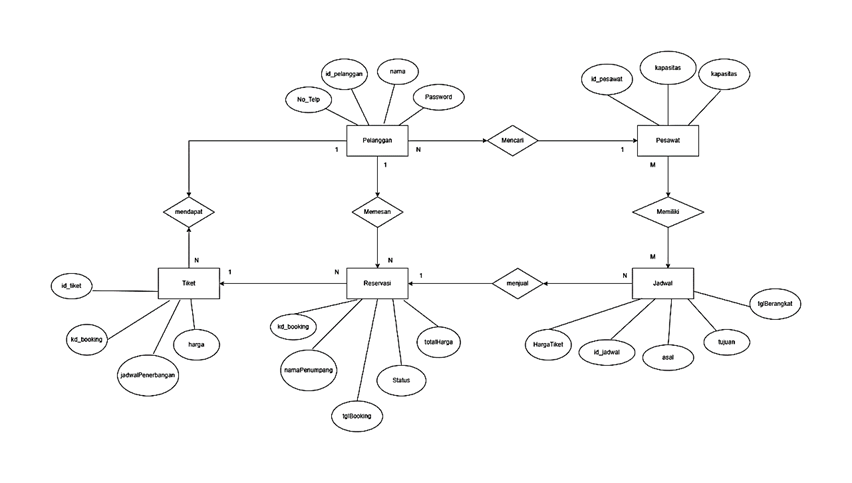 id_pelanggan
nama
No_Telp
Password
id_pesawat
kapasitas
kapasitas
Pelanggan
Mencari
Pesawat
1
N
1
1
M
mendapat
Memesan
Memiliki
N
N
M
1
N
1
N
Tiket
Reservasi
menjual
Jadwal
id_tiket
kd_booking
jadwalPenerbangan
harga
kd_booking
namaPenumpang
tglBooking
Status
totalHarga
HargaTiket
id_jadwal
asal
tujuan
tglBerangkat